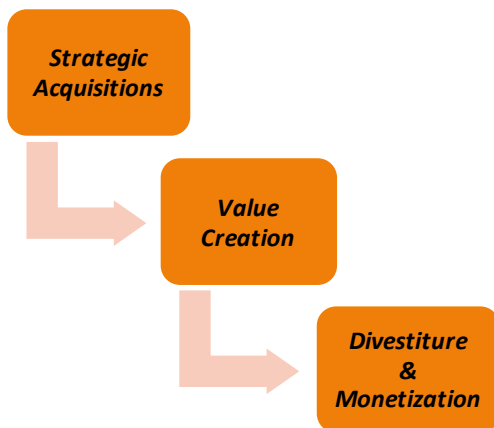 Strategic
Acquisitions
Value
Creation
Divestiture
&
Monetization